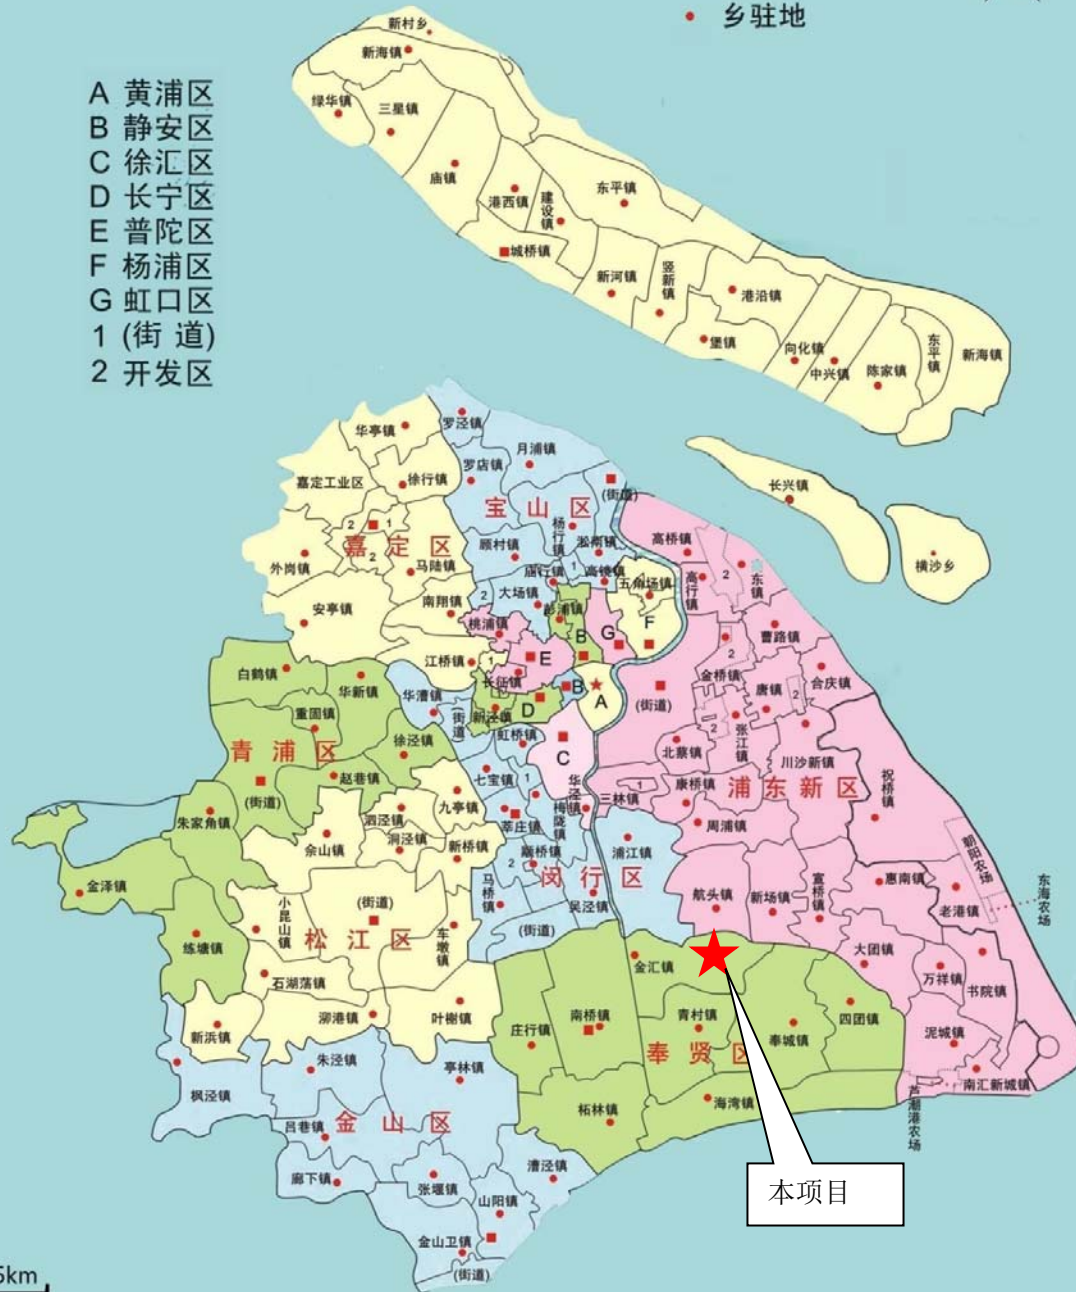 乡驻地
A 黄浦区
B 静安区
C 徐汇区
D 长宁区
E 普陀区
F 杨浦区
G 虹口区
1 (街 道)
2 开发区
新村乡
新海镇
绿华镇
三星镇
庙镇
港西镇
建设镇
东平镇
城桥镇
新河镇
竖新镇
港沿镇
堡镇
向化镇
中兴镇
陈家镇
东平镇
新海镇
长兴镇
横沙乡
华亭镇
罗泾镇
嘉定工业区
徐行镇
罗店镇
月浦镇
宝山区
(街道)
2
1
嘉定区
2
外岗镇
马陆镇
顾村镇
杨行镇
淞南镇
高桥镇
庙行镇
1
高镜镇
五角场镇
高行镇
2
东镇
安亭镇
南翔镇
2
大场镇
彭浦镇
桃浦镇
B
G
F
曹路镇
江桥镇
1
E
长征镇
2
金桥镇
唐镇
2
合庆镇
白鹤镇
华新镇
华漕镇
(街道)
新泾镇
D
B
A
(街道)
2
张江镇
重固镇
青浦区
徐泾镇
虹桥镇
C
北蔡镇
川沙新镇
赵巷镇
(街道)
七宝镇
1
华泾镇
三林镇
1
康桥镇
浦东新区
祝桥镇
朱家角镇
泗泾镇
九亭镇
莘庄镇
梅陇镇
周浦镇
佘山镇
洞泾镇
新桥镇
2
颛桥镇
浦江镇
朝阳农场
金泽镇
马桥镇
闵行区
吴泾镇
航头镇
新场镇
宣桥镇
惠南镇
老港镇
东海农场
小昆山镇
(街道)
松江区
车墩镇
(街道)
练塘镇
金汇镇
大团镇
万祥镇
书院镇
石湖荡镇
新浜镇
泖港镇
叶榭镇
庄行镇
南桥镇
青村镇
奉贤区
奉城镇
四团镇
泥城镇
南汇新城镇
芦潮港农场
枫泾镇
朱泾镇
亭林镇
柘林镇
海湾镇
吕巷镇
金山区
廊下镇
张堰镇
漕泾镇
山阳镇
金山卫镇
(街道)
本项目
5km